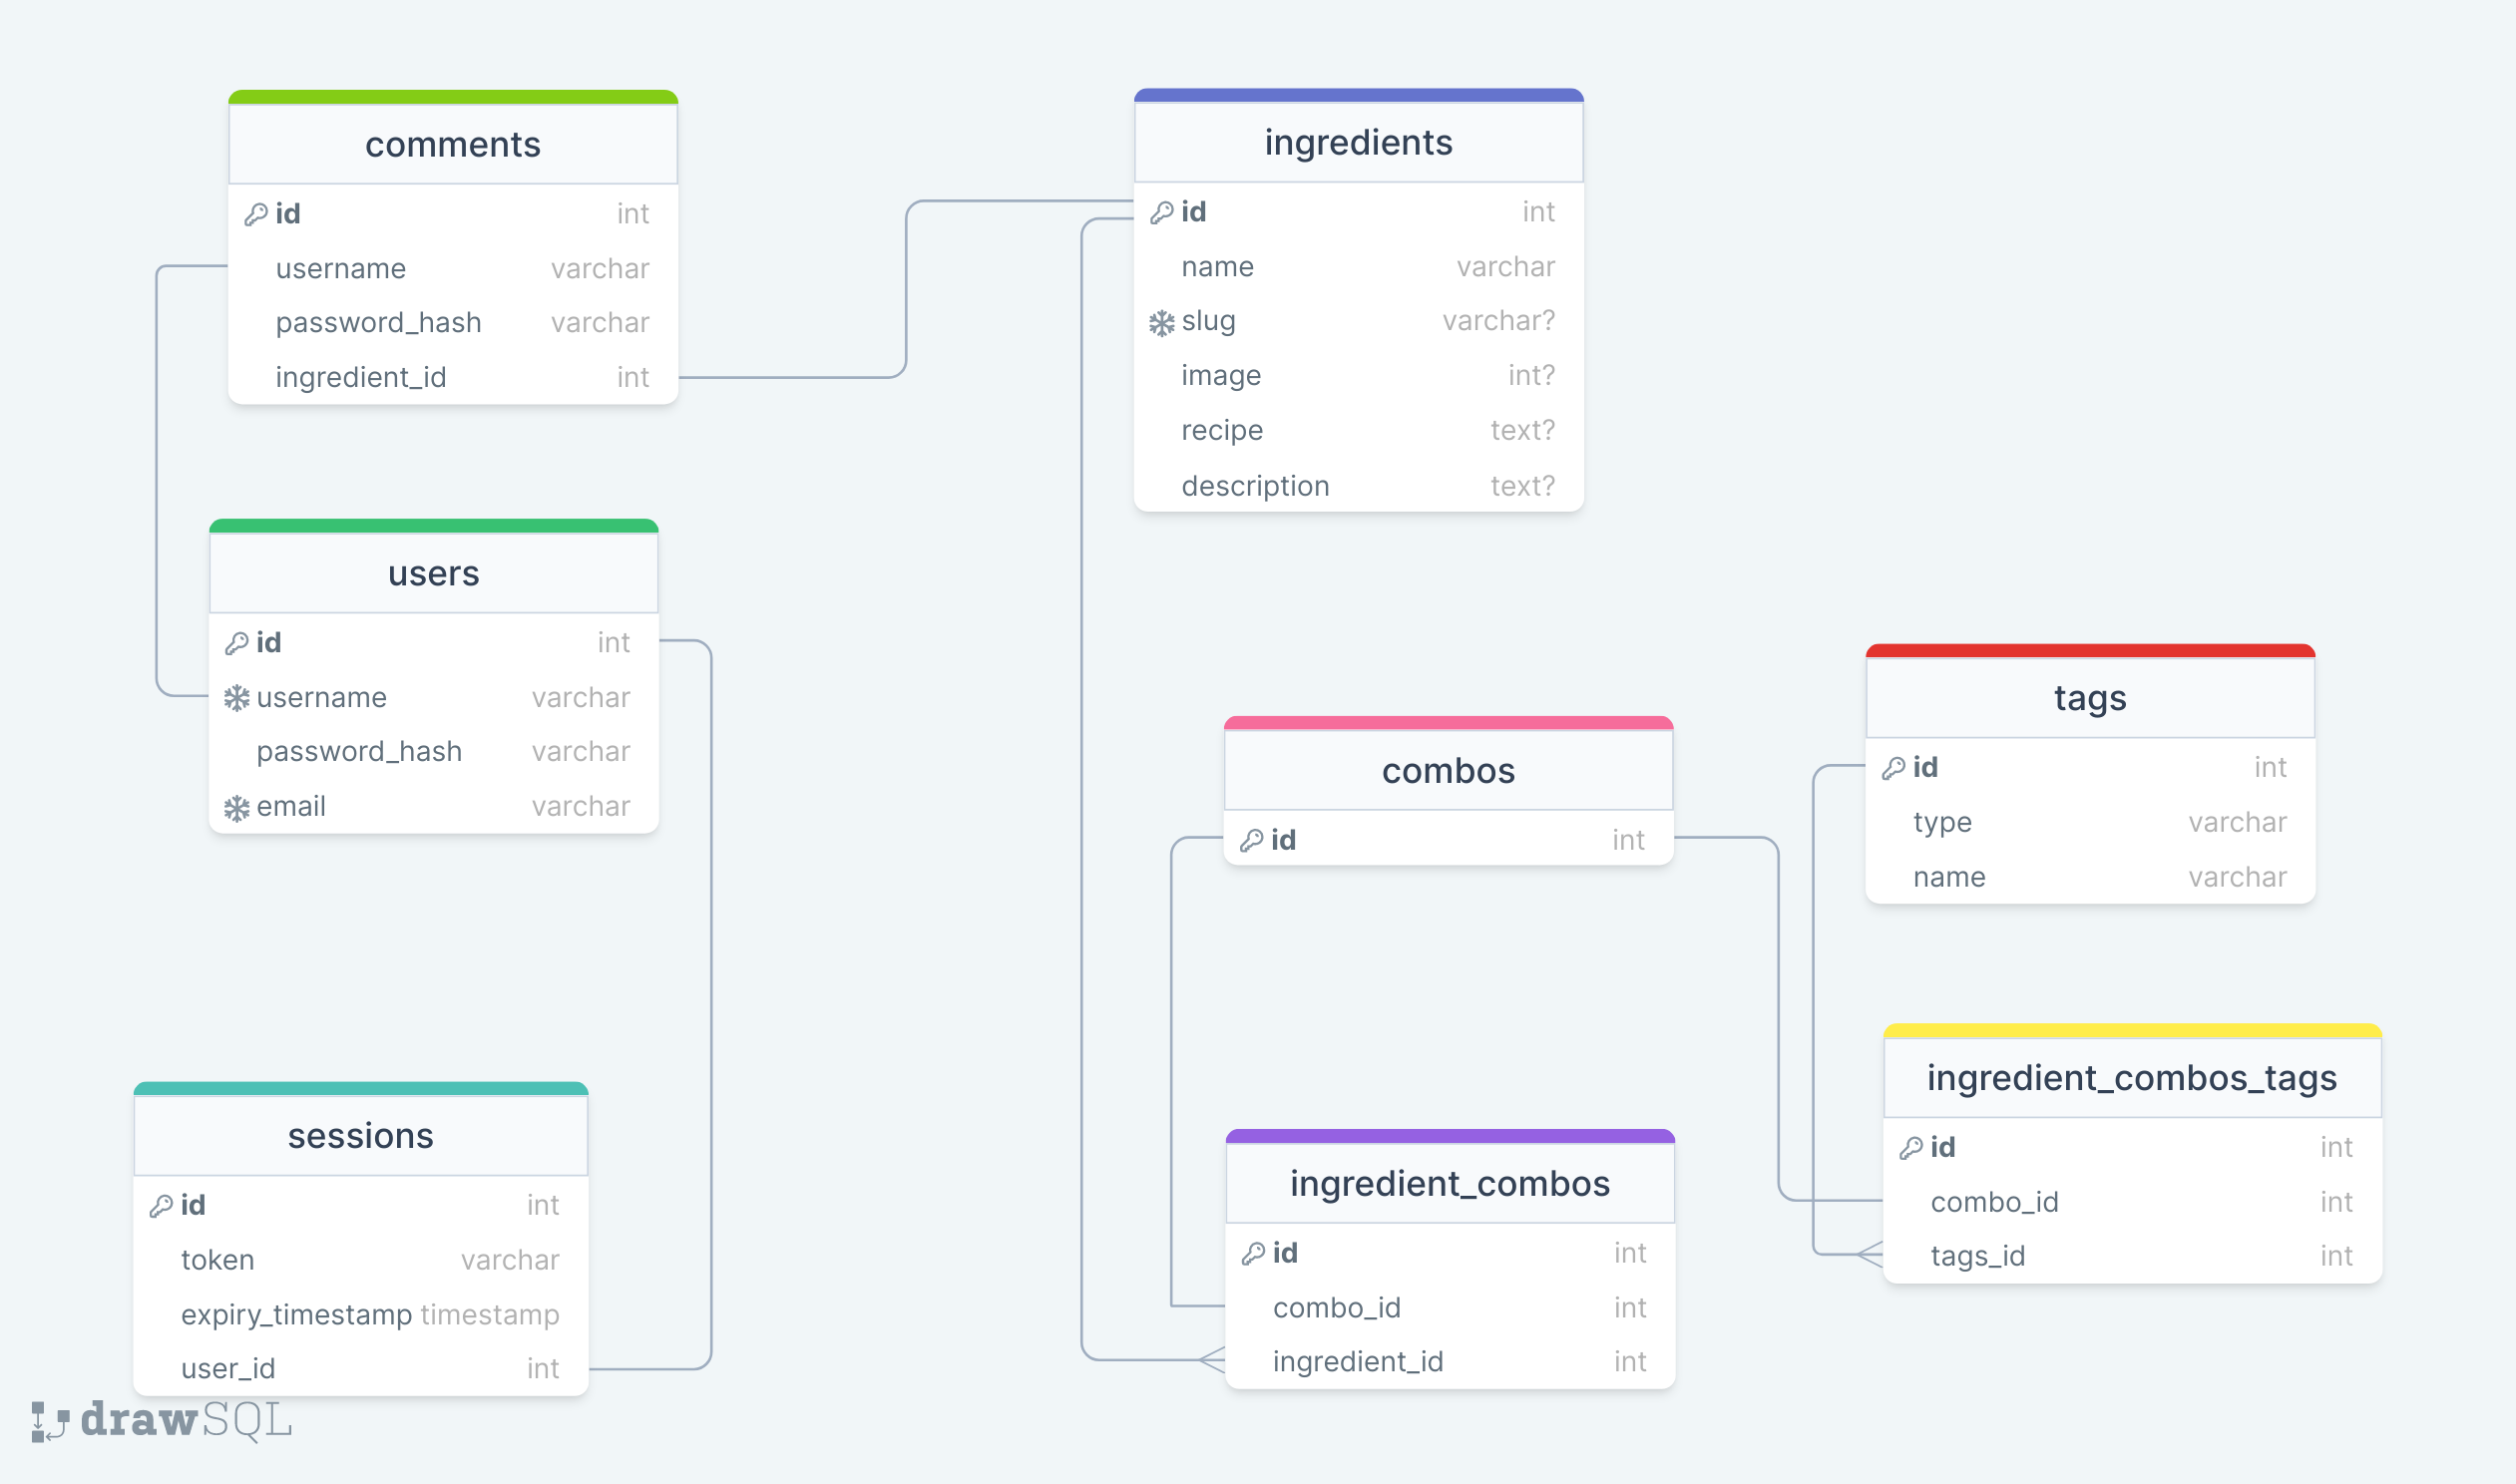 comments
id int
username varchar
password_hash varchar
ingredient_id int
ingredients
id int
name varchar
slug varchar?
image int?
recipe text?
description text?
users
id int
username varchar
password_hash varchar
email varchar
combos
id int
tags
id int
type varchar
name varchar
sessions
id int
token varchar
expiry_timestamp timestamp
user_id int
ingredient_combos
id int
combo_id int
ingredient_id int
ingredient_combos_tags
id int
combo_id int
tags_id int
drawSQL